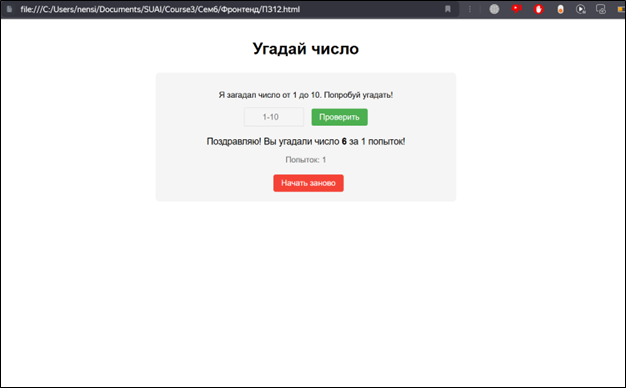 file:///C:/Users/nensi/Documents/SUAI/Course3/Сем6/Фронтенд/ПЗ12.html
Угадай число
Я загадал число от 1 до 10. Попробуй угадать!
1-10 Проверить
Поздравляю! Вы угадали число 6 за 1 попыток!
Попыток: 1
Начать заново